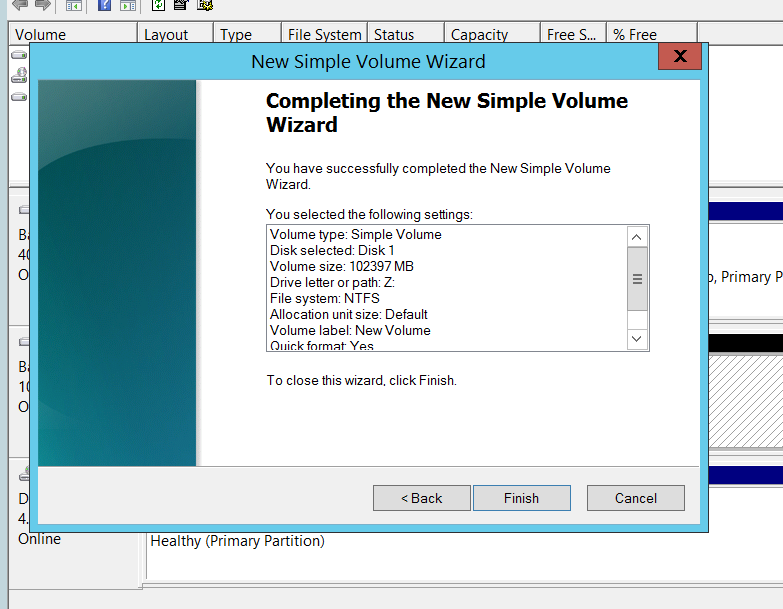 Volume Layout Type File System Status Capacity Free S... % Free
New Simple Volume Wizard
Completing the New Simple Volume
Wizard
You have successfully completed the New Simple Volume
Wizard.
You selected the following settings:
Volume type: Simple Volume
Disk selected: Disk 1
Volume size: 102397 MB
Drive letter or path: Z:
File system: NTFS
Allocation unit size: Default
Volume label: New Volume
Quick format: Yes
To close this wizard, click Finish.
< Back Finish Cancel
Ba
40
O
p, Primary P
Ba
10
O
D
4.
Online
Healthy (Primary Partition)